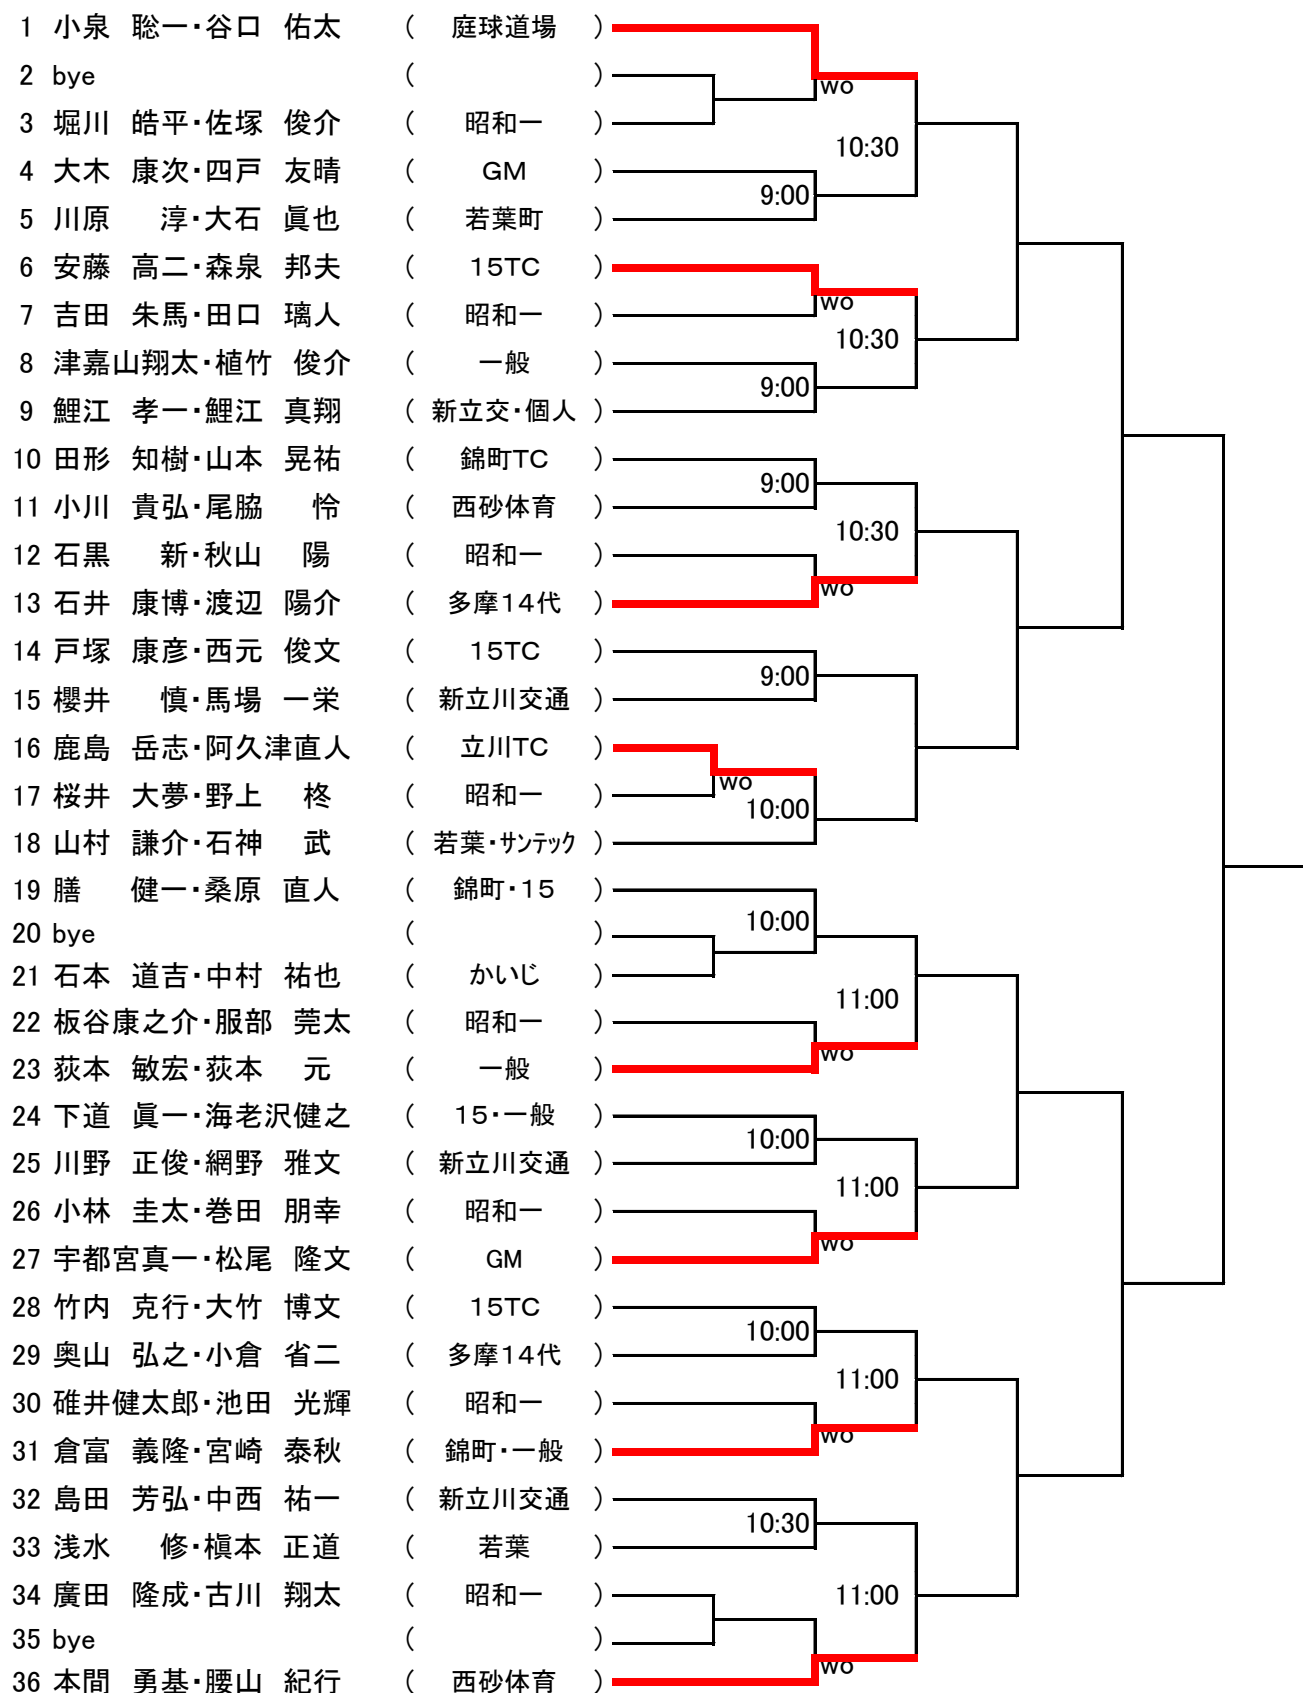 1 小泉 聡一・谷口 佑太 ( 庭球道場 )
2 bye ( )
wo
3 堀川 皓平・佐塚 俊介 ( 昭和一 )
10:30
4 大木 康次・四戸 友晴 ( GM )
9:00
5 川原 淳・大石 眞也 ( 若葉町 )
6 安藤 高二・森泉 邦夫 ( 15TC )
wo
7 吉田 朱馬・田口 璃人 ( 昭和一 )
10:30
8 津嘉山翔太・植竹 俊介 ( 一般 )
9:00
9 鯉江 孝一・鯉江 真翔 ( 新立交・個人 )
10 田形 知樹・山本 晃祐 ( 錦町TC )
9:00
11 小川 貴弘・尾脇 怜 ( 西砂体育 )
10:30
12 石黒 新・秋山 陽 ( 昭和一 )
wo
13 石井 康博・渡辺 陽介 ( 多摩14代 )
14 戸塚 康彦・西元 俊文 ( 15TC )
9:00
15 櫻井 慎・馬場 一栄 ( 新立川交通 )
16 鹿島 岳志・阿久津直人 ( 立川TC )
wo
17 桜井 大夢・野上 柊 ( 昭和一 )
10:00
18 山村 謙介・石神 武 ( 若葉・サンテック )
19 膳 健一・桑原 直人 ( 錦町・15 )
10:00
20 bye ( )
21 石本 道吉・中村 祐也 ( かいじ )
11:00
22 板谷康之介・服部 莞太 ( 昭和一 )
wo
23 荻本 敏宏・荻本 元 ( 一般 )
24 下道 眞一・海老沢健之 ( 15・一般 )
10:00
25 川野 正俊・網野 雅文 ( 新立川交通 )
11:00
26 小林 圭太・巻田 朋幸 ( 昭和一 )
wo
27 宇都宮真一・松尾 隆文 ( GM )
28 竹内 克行・大竹 博文 ( 15TC )
10:00
29 奥山 弘之・小倉 省二 ( 多摩14代 )
11:00
30 碓井健太郎・池田 光輝 ( 昭和一 )
wo
31 倉富 義隆・宮崎 泰秋 ( 錦町・一般 )
32 島田 芳弘・中西 祐一 ( 新立川交通 )
10:30
33 浅水 修・槇本 正道 ( 若葉 )
34 廣田 隆成・古川 翔太 ( 昭和一 )
11:00
35 bye ( )
wo
36 本間 勇基・腰山 紀行 ( 西砂体育 )